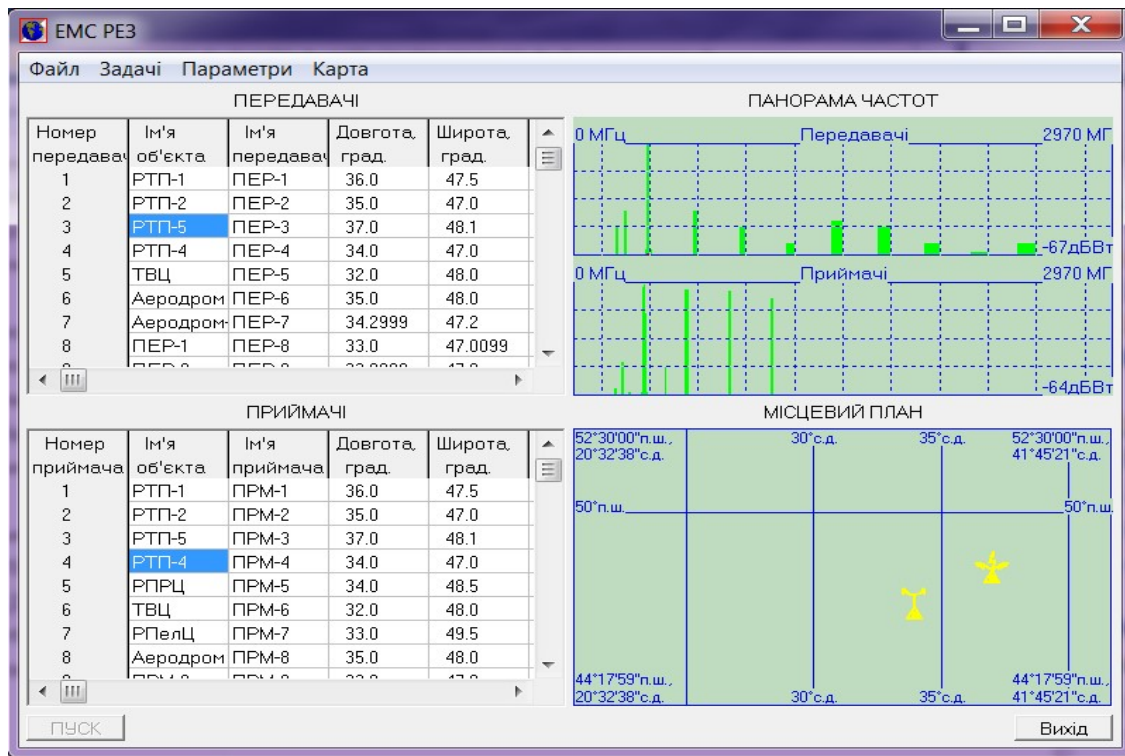 ЕМС РЕЗ
Файл Задачі Параметри Карта
ПЕРЕДАВАЧІ
Номер передавач Ім'я об'єкта Ім'я передавач Довгота, град. Широта, град.
1 РТП-1 ПЕР-1 36.0 47.5
2 РТП-2 ПЕР-2 35.0 47.0
3 РТП-5 ПЕР-3 37.0 48.1
4 РТП-4 ПЕР-4 34.0 47.0
5 ТВЦ ПЕР-5 32.0 48.0
6 Аеродром ПЕР-6 35.0 48.0
7 Аеродром- ПЕР-7 34.2999 47.2
8 ПЕР-1 ПЕР-8 33.0 47.0099
ПАНОРАМА ЧАСТОТ
0 МГц Передавачі 2970 МГ
-67дБВт
0 МГц Приймачі 2970 МГ
-64дБВт
ПРИЙМАЧІ
Номер приймача Ім'я об'єкта Ім'я приймача Довгота, град. Широта, град.
1 РТП-1 ПРМ-1 36.0 47.5
2 РТП-2 ПРМ-2 35.0 47.0
3 РТП-5 ПРМ-3 37.0 48.1
4 РТП-4 ПРМ-4 34.0 47.0
5 РПРЦ ПРМ-5 34.0 48.5
6 ТВЦ ПРМ-6 32.0 48.0
7 РПелЦ ПРМ-7 33.0 49.5
8 Аеродром ПРМ-8 35.0 48.0
МІСЦЕВИЙ ПЛАН
52°30'00"п.ш., 30°с.д. 35°с.д. 52°30'00"п.ш.,
20°32'38"с.д. 41°45'21"с.д.
50°п.ш. 50°п.ш.
44°17'59"п.ш., 44°17'59"п.ш.,
20°32'38"с.д. 30°с.д. 35°с.д. 41°45'21"с.д.
ПУСК Вихід